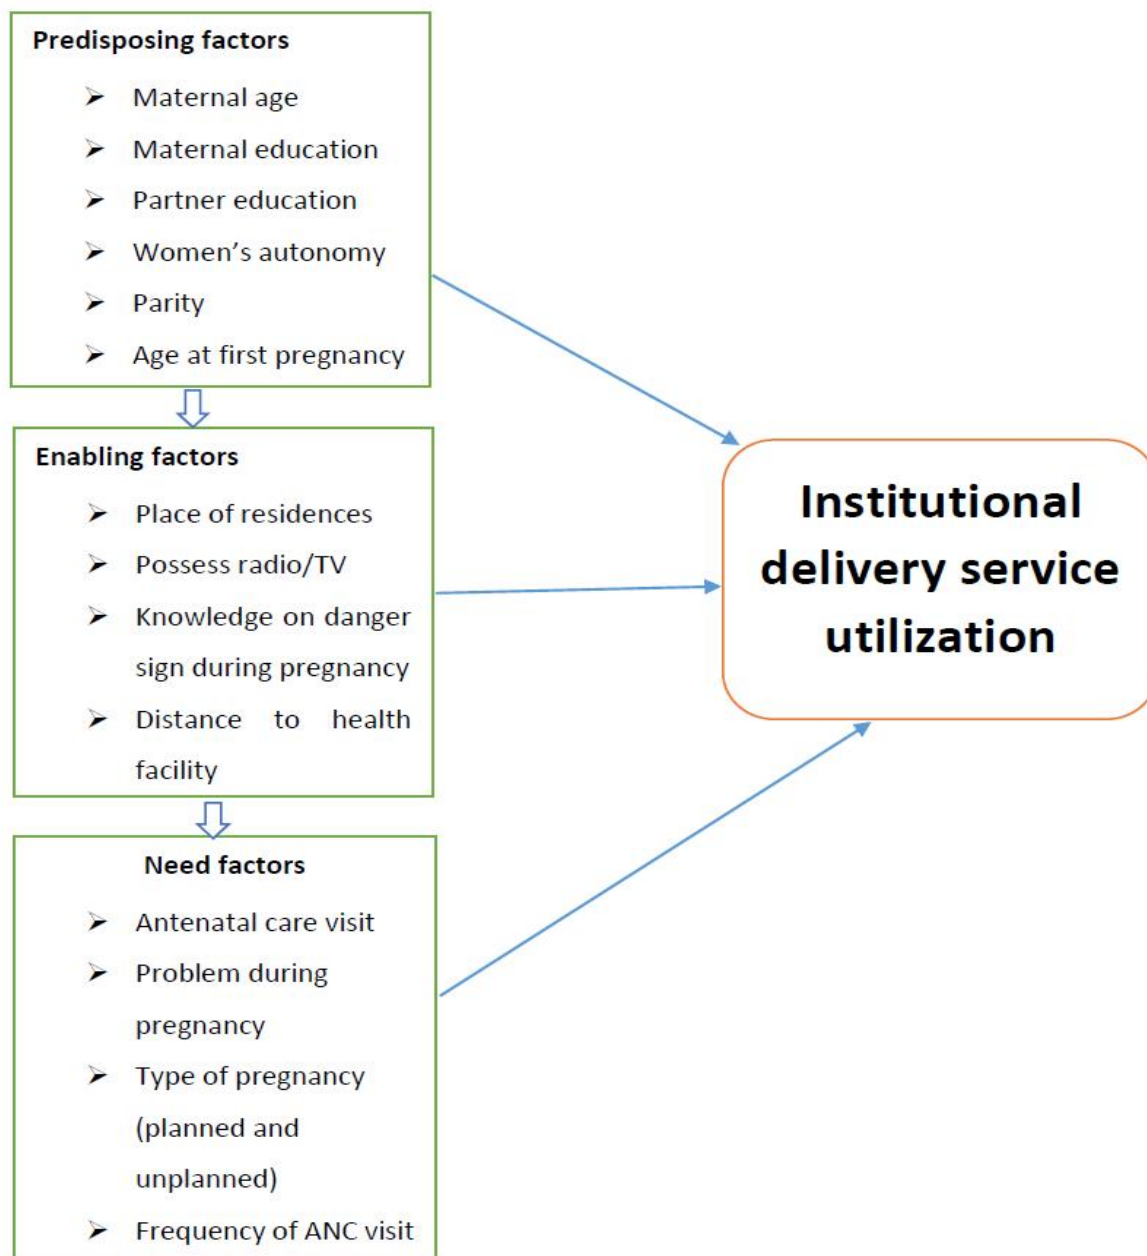 Predisposing factors
➢ Maternal age
➢ Maternal education
➢ Partner education
➢ Women’s autonomy
➢ Parity
➢ Age at first pregnancy
Enabling factors
➢ Place of residences
➢ Possess radio/TV
➢ Knowledge on danger
sign during pregnancy
➢ Distance to health
facility
Need factors
➢ Antenatal care visit
➢ Problem during
pregnancy
➢ Type of pregnancy
(planned and
unplanned)
➢ Frequency of ANC visit
Institutional
delivery service
utilization